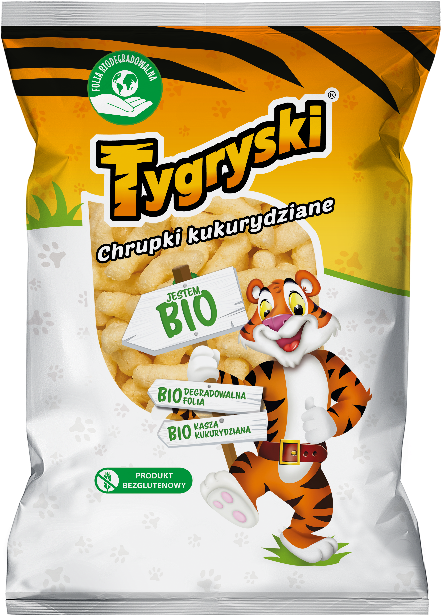 FOLIA BIODEGRADOWALNA
Tygryski®
Chrupki kukurydziane
JESTEM
BIO
BIO DEGRADOWALNA
FOLIA
BIO KASZA
KUKURYDZIANA
PRODUKT
BEZGLUTENOWY